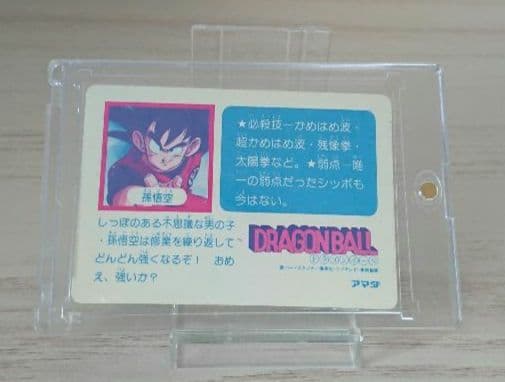 孫悟空
★必殺技ーかめはめ波・
超かめはめ波・残像拳・
太陽拳など。★弱点ー唯
一の弱点だったシッポも
今はない。
しっぽのある不思議な男の子
・孫悟空は修業を繰り返して
どんどん強くなるぞ！ おめ
え、強いか？
DRAGONBALL
アマダ